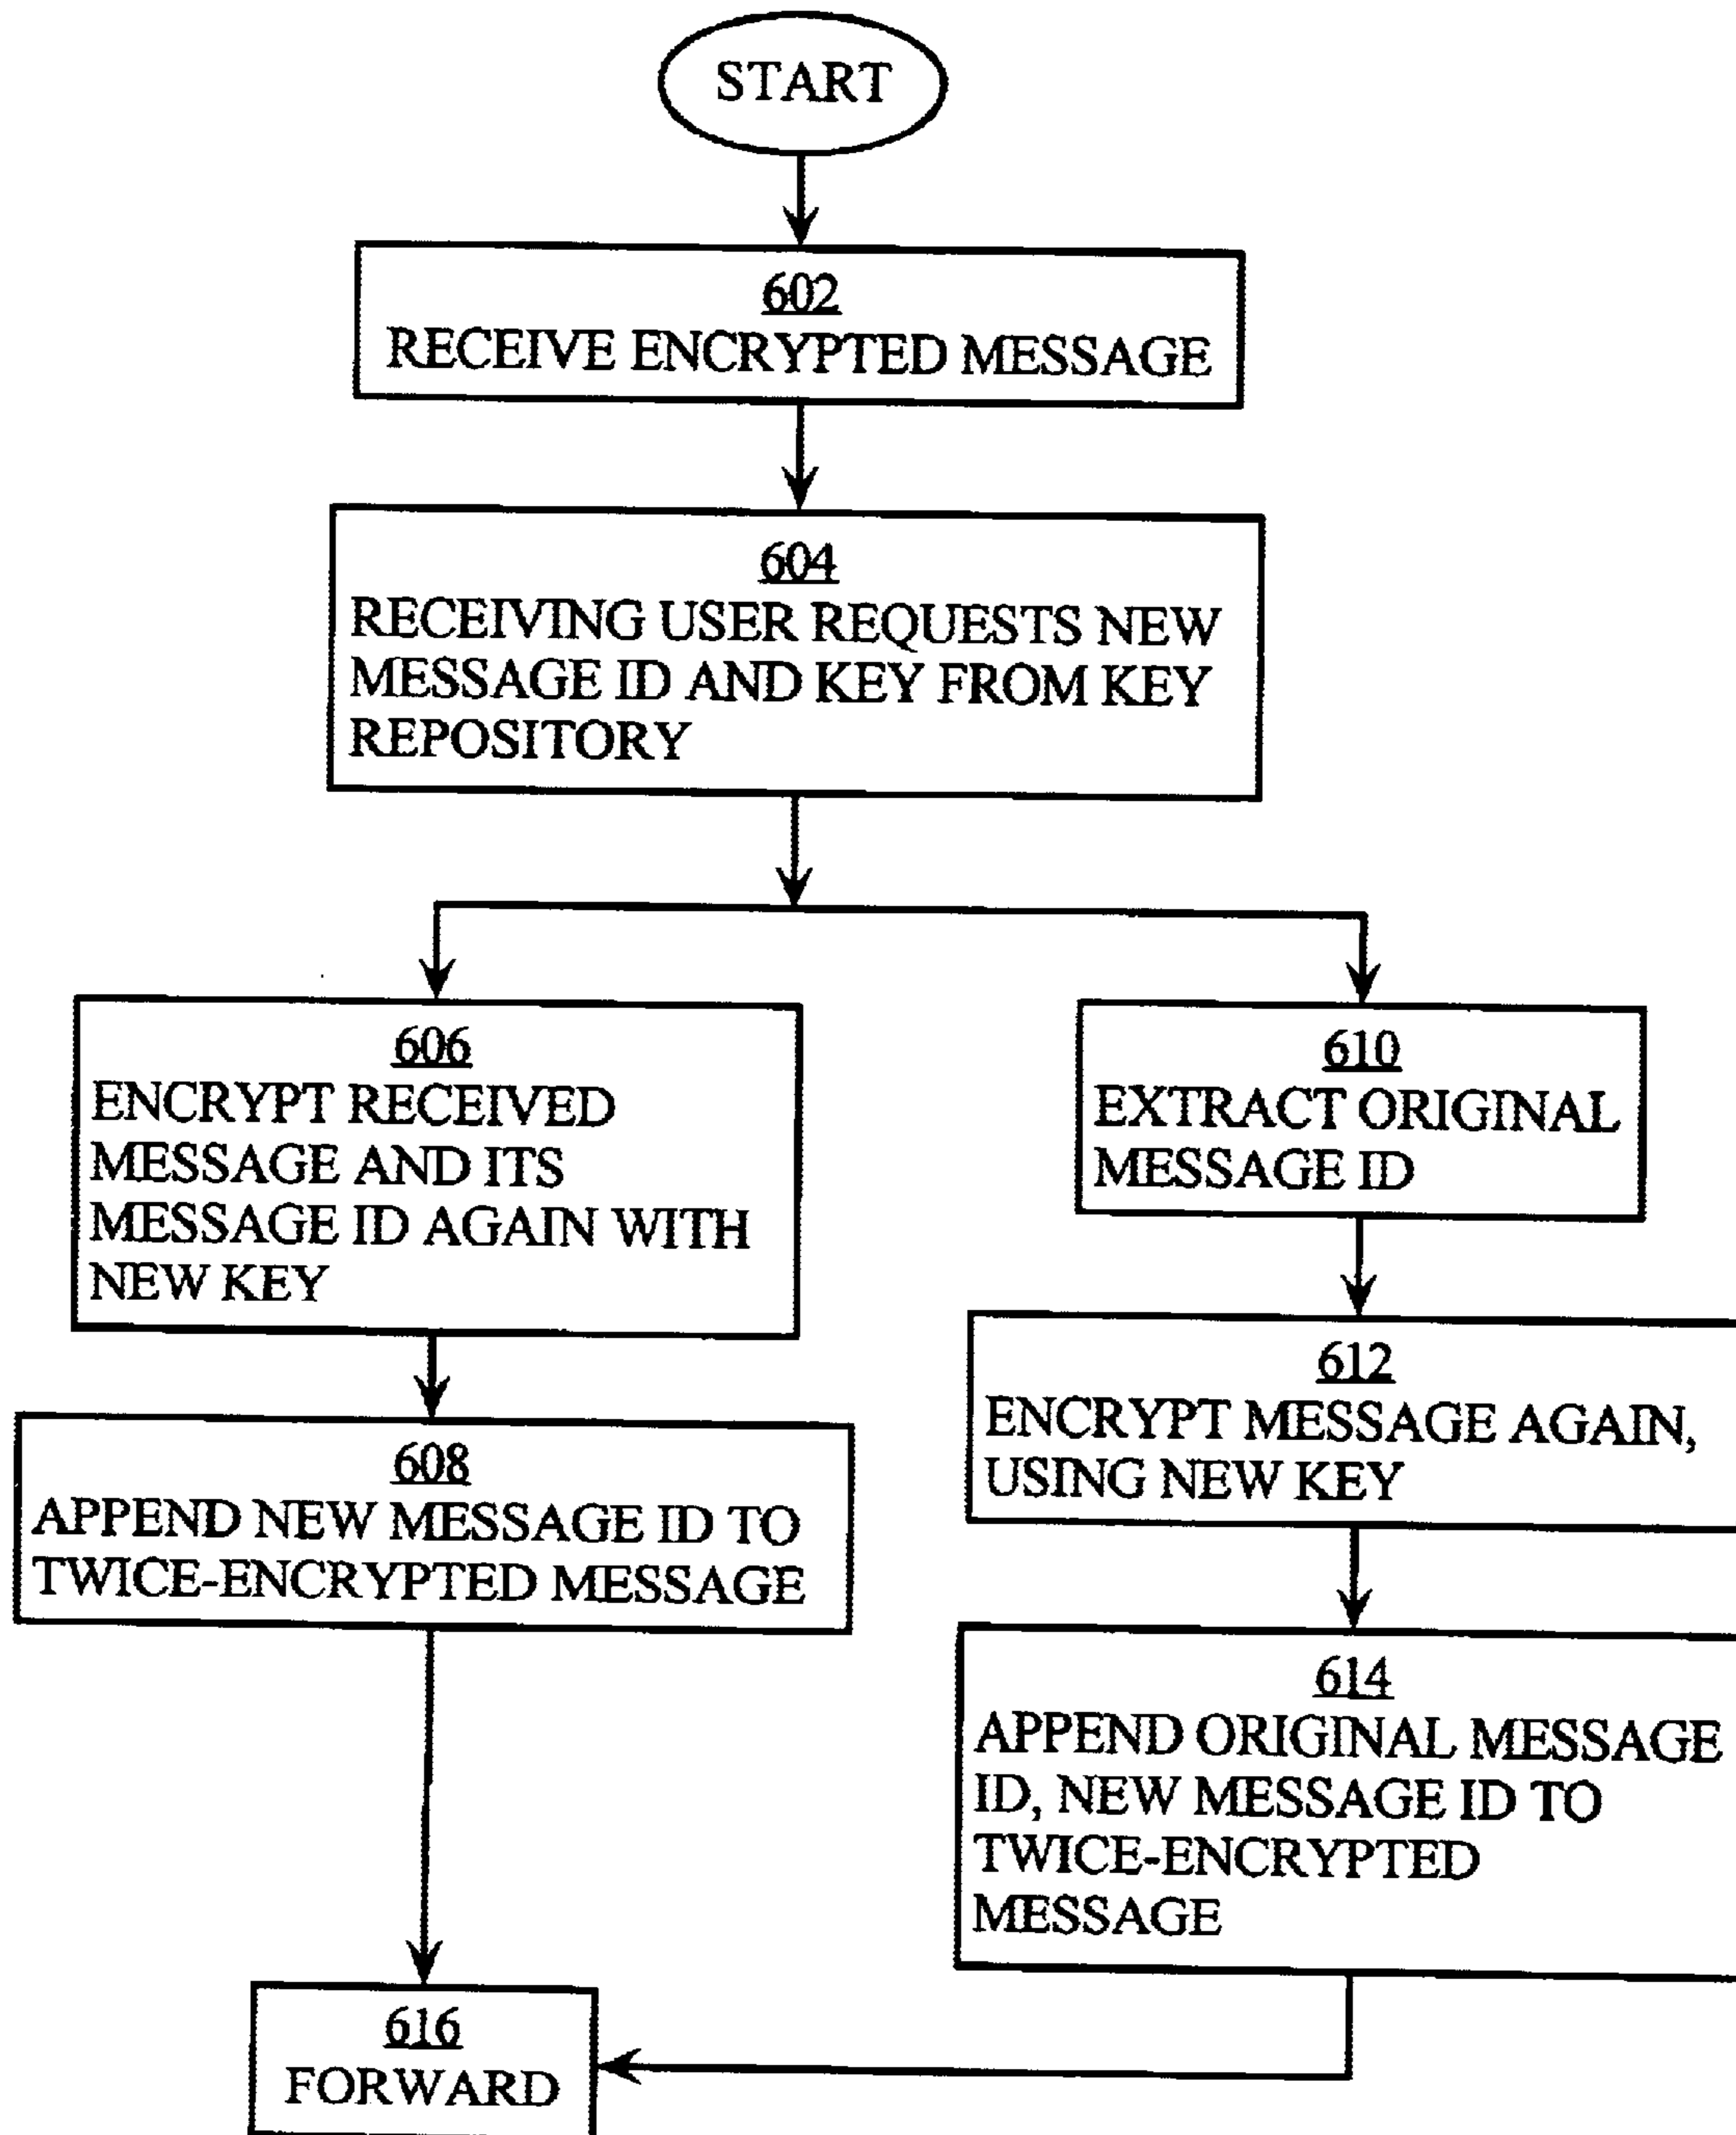 START
602
RECEIVE ENCRYPTED MESSAGE
604
RECEIVING USER REQUESTS NEW
MESSAGE ID AND KEY FROM KEY
REPOSITORY
606
ENCRYPT RECEIVED
MESSAGE AND ITS
MESSAGE ID AGAIN WITH
NEW KEY
608
APPEND NEW MESSAGE ID TO
TWICE-ENCRYPTED MESSAGE
610
EXTRACT ORIGINAL
MESSAGE ID
612
ENCRYPT MESSAGE AGAIN,
USING NEW KEY
614
APPEND ORIGINAL MESSAGE
ID, NEW MESSAGE ID TO
TWICE-ENCRYPTED
MESSAGE
616
FORWARD